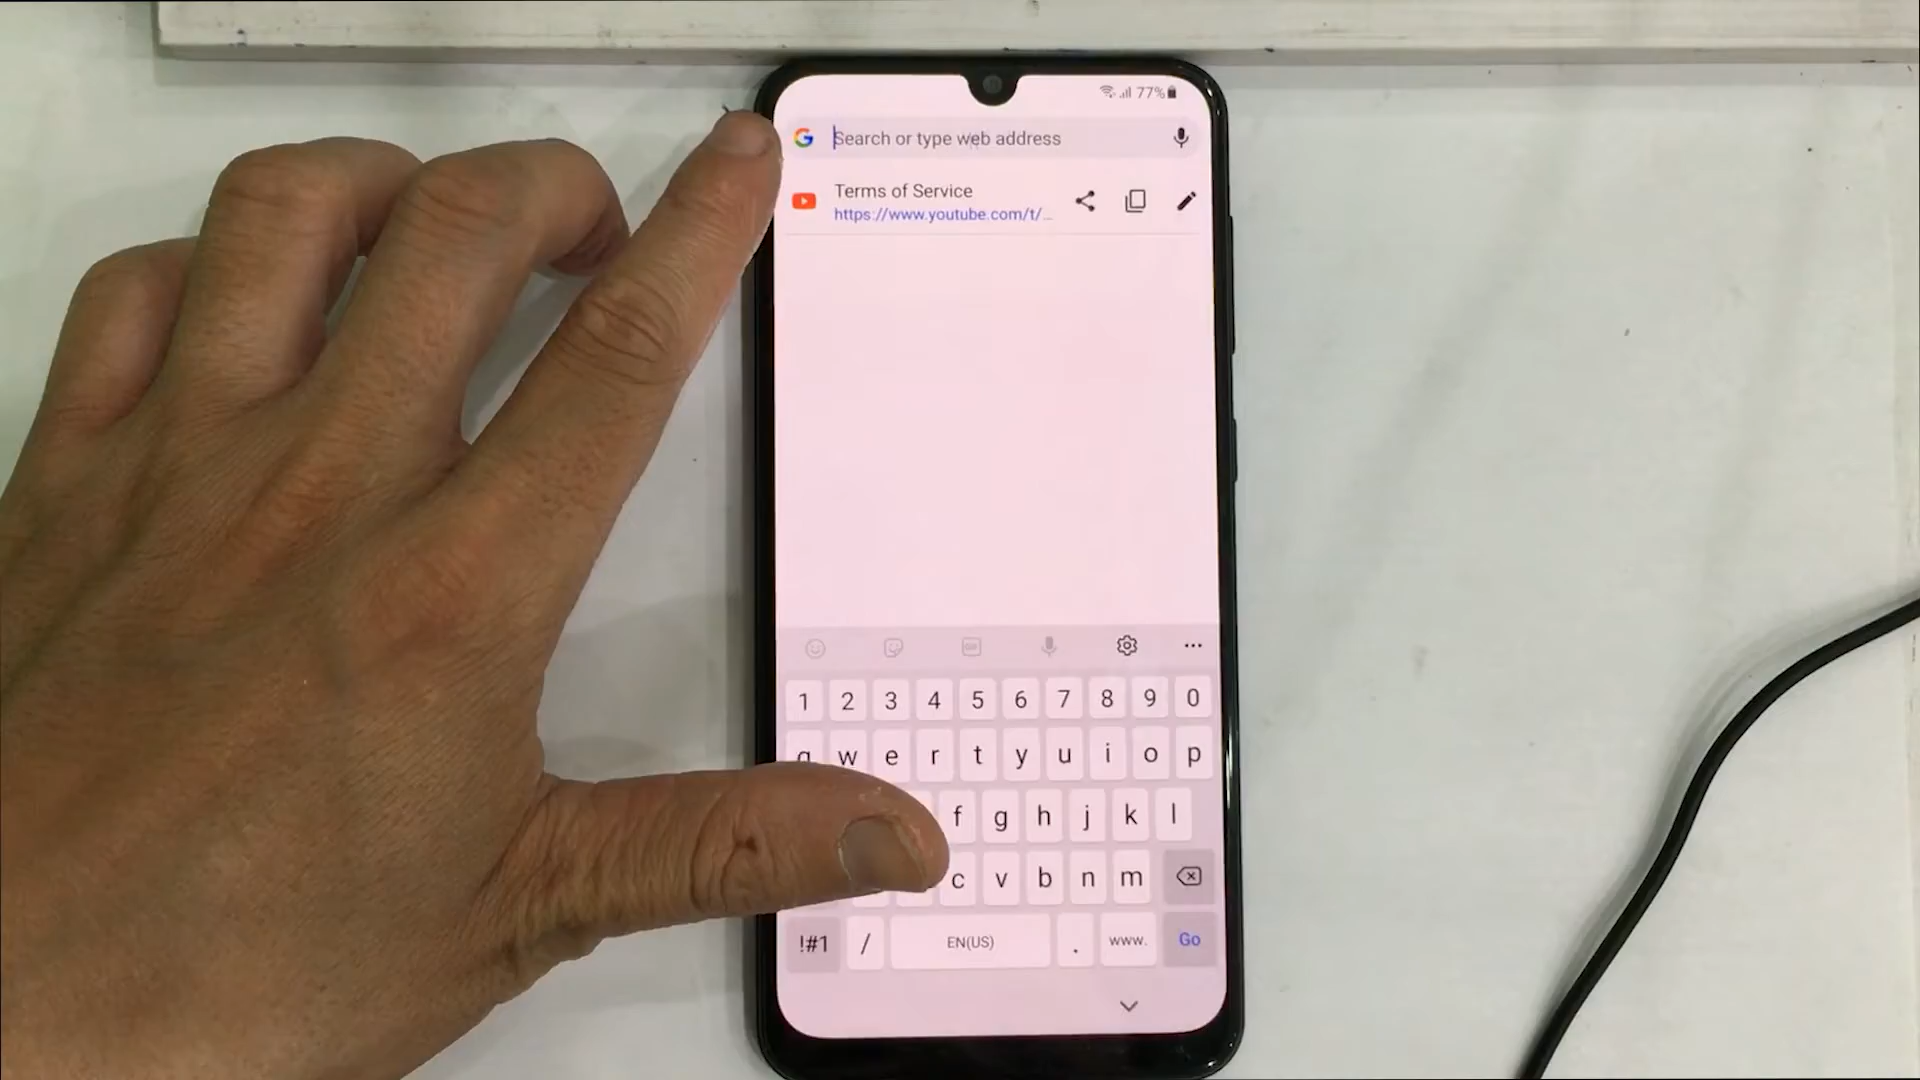 77%
G Search or type web address
Terms of Service
https://www.youtube.com/t/...
GIF
1 2 3 4 5 6 7 8 9 0
q w e r t y u i o p
f g h j k l
c v b n m
!#1 / EN(US) . www. Go